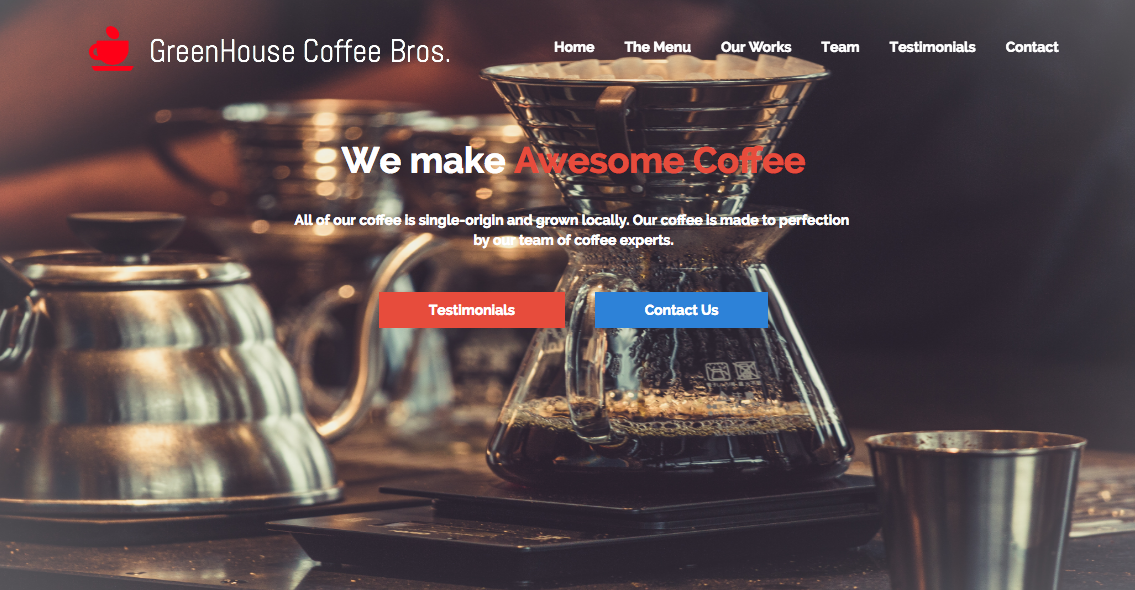 GreenHouse Coffee Bros.
Home The Menu Our Works Team Testimonials Contact
We make Awesome Coffee
All of our coffee is single-origin and grown locally. Our coffee is made to perfection
by our team of coffee experts.
Testimonials Contact Us